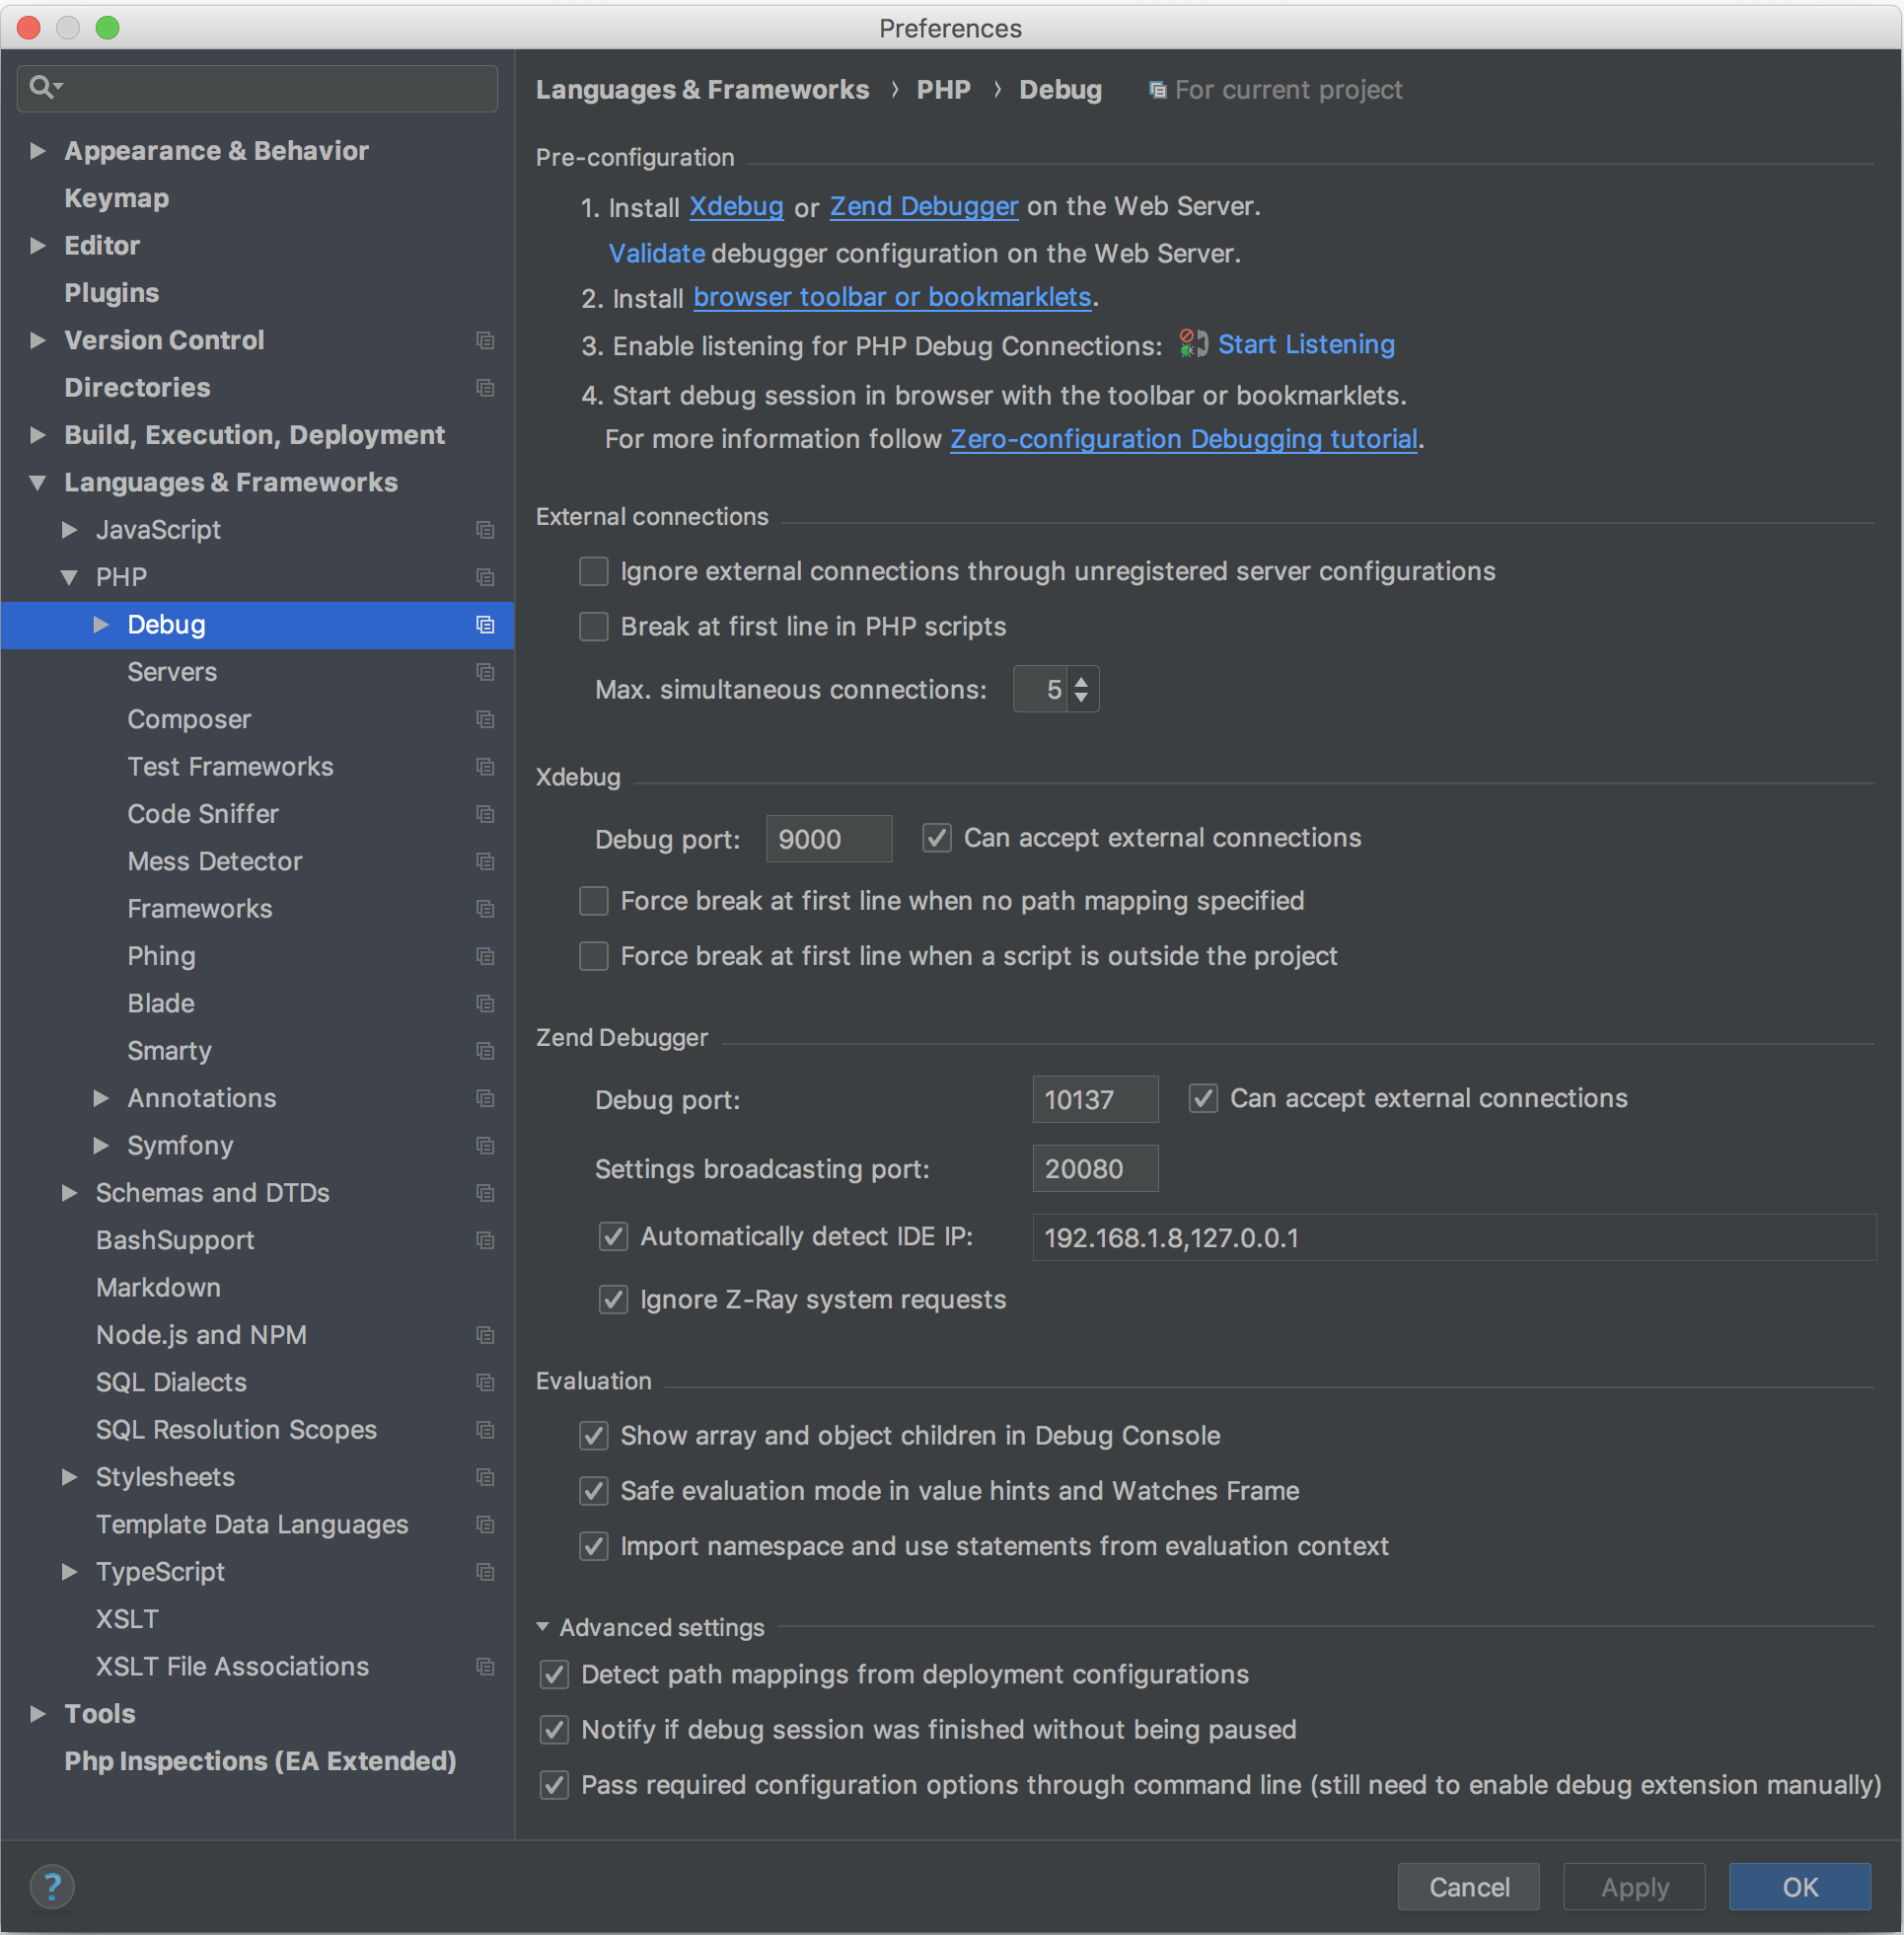 Preferences
Appearance & Behavior
Keymap
Editor
Plugins
Version Control
Directories
Build, Execution, Deployment
Languages & Frameworks
JavaScript
PHP
Debug
Servers
Composer
Test Frameworks
Code Sniffer
Mess Detector
Frameworks
Phing
Blade
Smarty
Annotations
Symfony
Schemas and DTDs
BashSupport
Markdown
Node.js and NPM
SQL Dialects
SQL Resolution Scopes
Stylesheets
Template Data Languages
TypeScript
XSLT
XSLT File Associations
Tools
Php Inspections (EA Extended)
Languages & Frameworks › PHP › Debug For current project
Pre-configuration
1. Install Xdebug or Zend Debugger on the Web Server.
Validate debugger configuration on the Web Server.
2. Install browser toolbar or bookmarklets.
3. Enable listening for PHP Debug Connections: Start Listening
4. Start debug session in browser with the toolbar or bookmarklets.
For more information follow Zero-configuration Debugging tutorial.
External connections
Ignore external connections through unregistered server configurations
Break at first line in PHP scripts
Max. simultaneous connections: 5
Xdebug
Debug port: 9000 Can accept external connections
Force break at first line when no path mapping specified
Force break at first line when a script is outside the project
Zend Debugger
Debug port: 10137 Can accept external connections
Settings broadcasting port: 20080
Automatically detect IDE IP: 192.168.1.8,127.0.0.1
Ignore Z-Ray system requests
Evaluation
Show array and object children in Debug Console
Safe evaluation mode in value hints and Watches Frame
Import namespace and use statements from evaluation context
Advanced settings
Detect path mappings from deployment configurations
Notify if debug session was finished without being paused
Pass required configuration options through command line (still need to enable debug extension manually)
? Cancel Apply OK